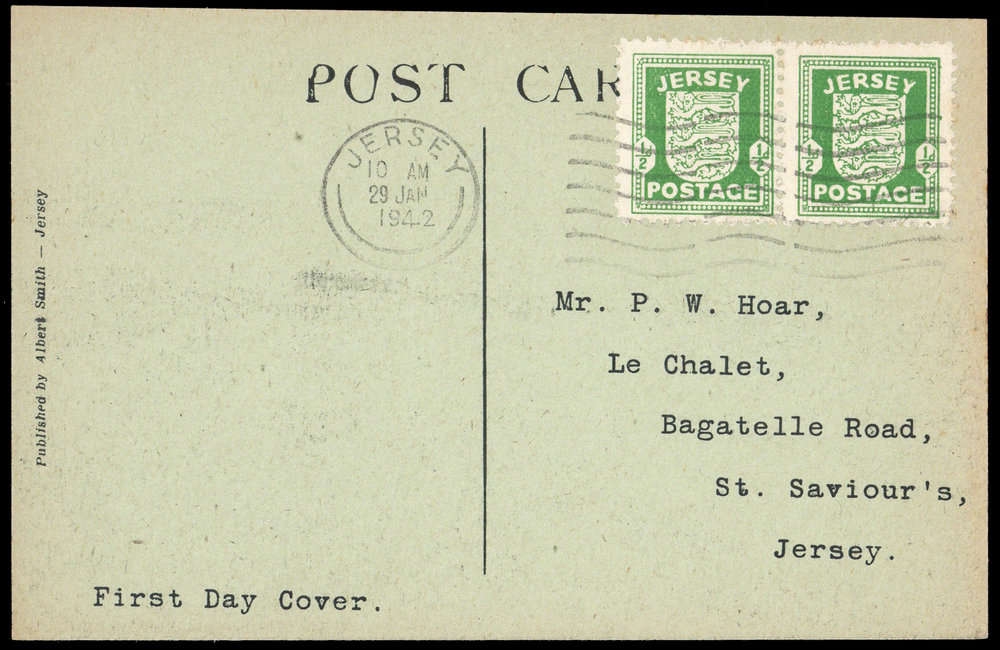 POST CAR
JERSEY
½ ½
POSTAGE
JERSEY
½ ½
POSTAGE
JERSEY
10 AM
29 JAN
1942
Published by Albert Smith — Jersey
Mr. P. W. Hoar,
Le Chalet,
Bagatelle Road,
St. Saviour's,
Jersey.
First Day Cover.